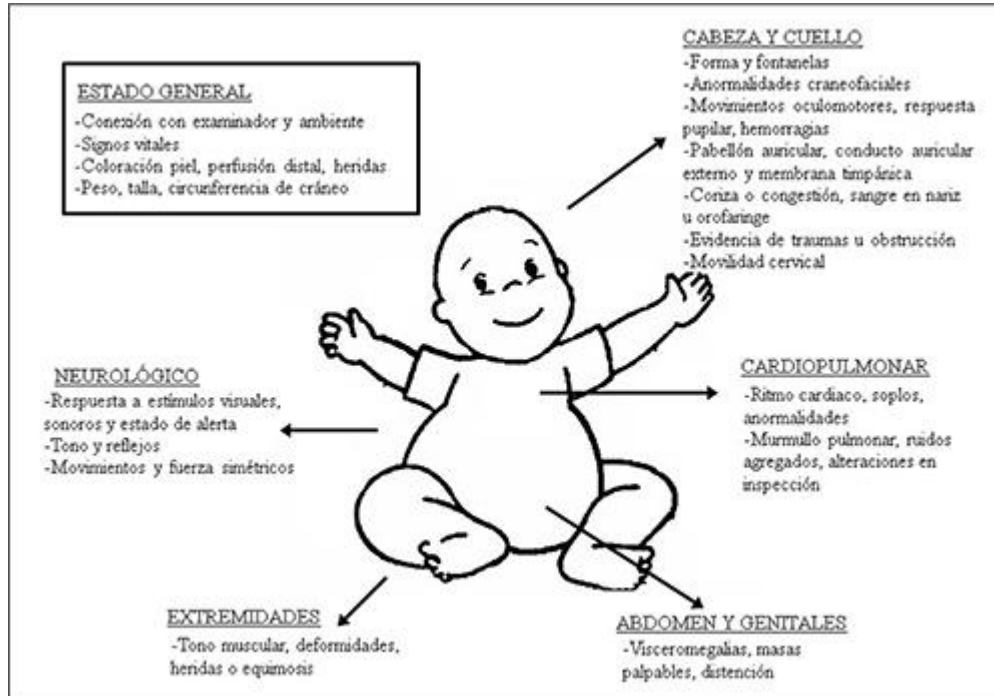 ESTADO GENERAL
-Conexión con examinador y ambiente
-Signos vitales
-Coloración piel, perfusión distal, heridas
-Peso, talla, circunferencia de cráneo
CABEZA Y CUELLO
-Forma y fontanelas
-Anormalidades craneofaciales
-Movimientos oculomotores, respuesta
pupilar, hemorragias
-Pabellón auricular, conducto auricular
externo y membrana timpánica
-Coriza o congestión, sangre en nariz
u orofaringe
-Evidencia de traumas u obstrucción
-Movilidad cervical
NEUROLÓGICO
-Respuesta a estímulos visuales,
sonoros y estado de alerta
-Tono y reflejos
-Movimientos y fuerza simétricos
CARDIOPULMONAR
-Ritmo cardiaco, soplos,
anormalidades
-Murmullo pulmonar, ruidos
agregados, alteraciones en
inspección
EXTREMIDADES
-Tono muscular, deformidades,
heridas o equimosis
ABDOMEN Y GENITALES
-Visceromegalias, masas
palpables, distención